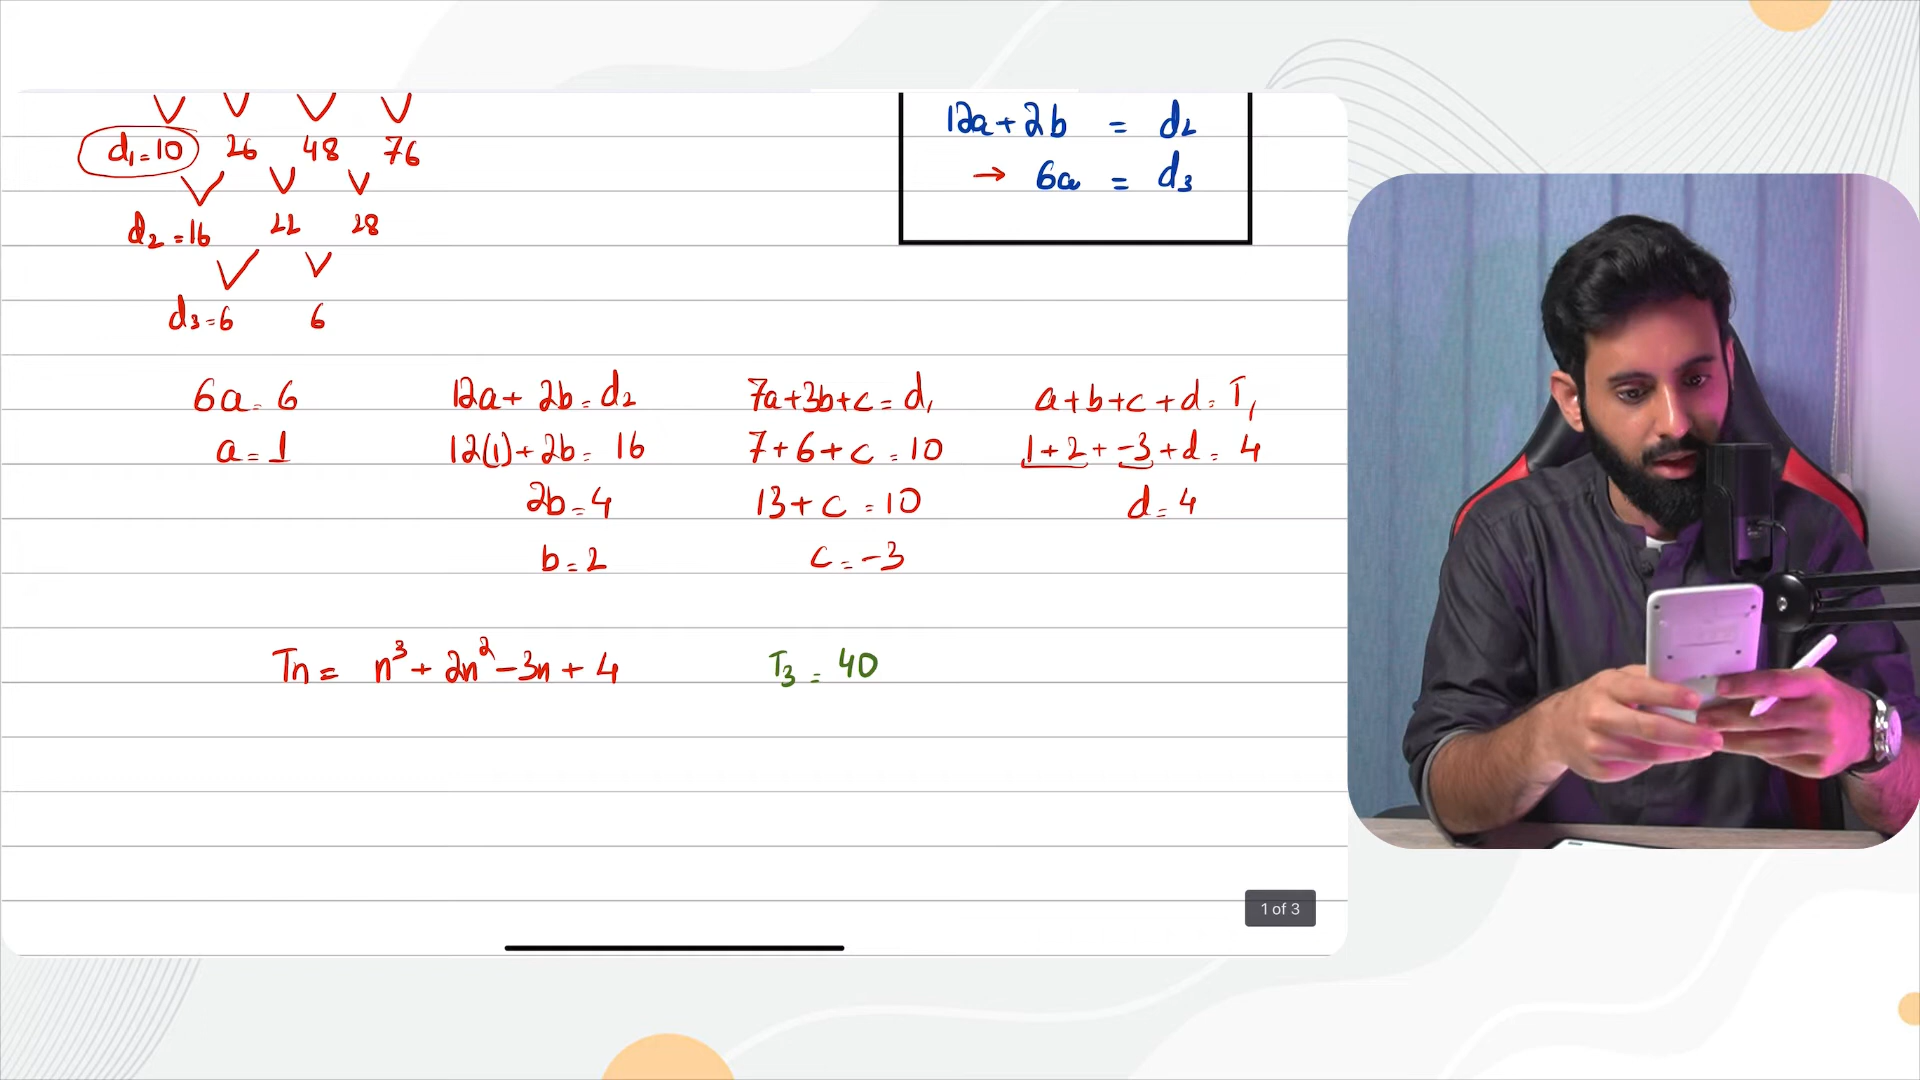 d₁=10 26 48 76
d₂=16 22 28
d₃=6 6
12a+2b = d₂
→ 6a = d₃
6a=6
a=1
12a+2b=d₂
12(1)+2b=16
2b=4
b=2
7a+3b+c=d₁
7+6+c=10
13+c=10
c=-3
a+b+c+d=T₁
1+2+-3+d=4
d=4
Tn= n³+2n²-3n+4
T₃=40
1 of 3